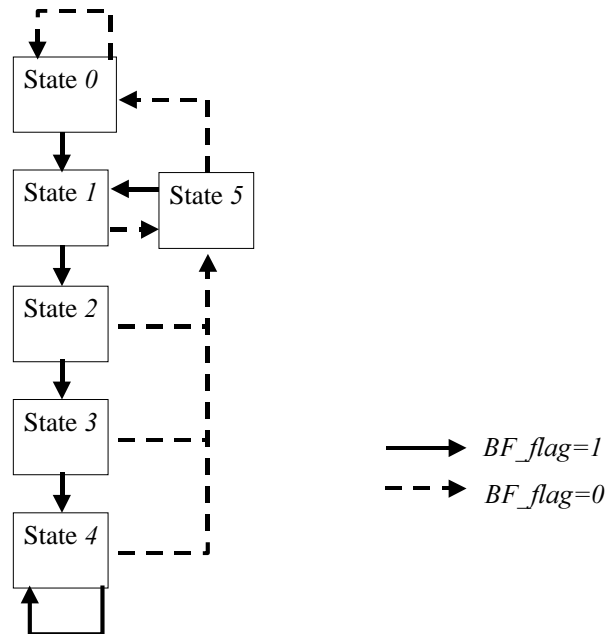 State 0
State 1
State 5
State 2
State 3
State 4
BF_flag=1
BF_flag=0